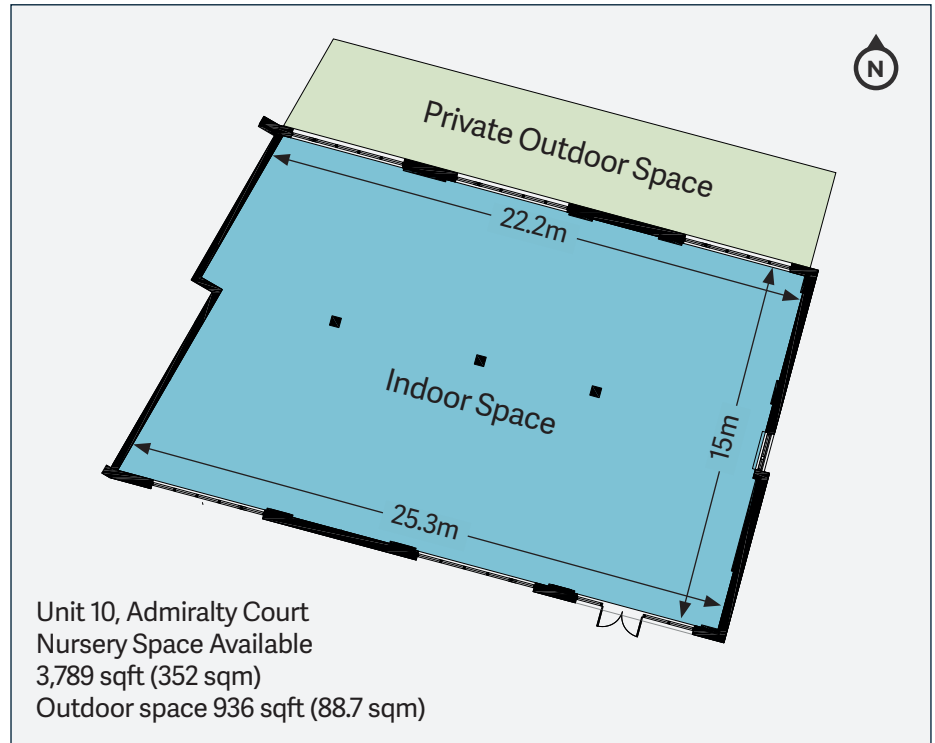 N
Private Outdoor Space
22.2m
Indoor Space
15m
25.3m
Unit 10, Admiralty Court
Nursery Space Available
3,789 sqft (352 sqm)
Outdoor space 936 sqft (88.7 sqm)